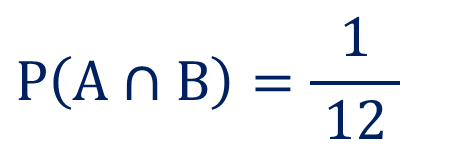 P(A ∩ B) = 1/12